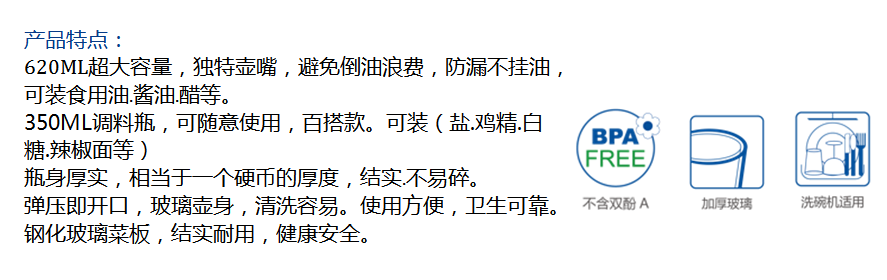 产品特点：
620ML超大容量，独特壶嘴，避免倒油浪费，防漏不挂油，
可装食用油.酱油.醋等。
350ML调料瓶，可随意使用，百搭款。可装（盐.鸡精.白
糖.辣椒面等）
瓶身厚实，相当于一个硬币的厚度，结实.不易碎。
弹压即开口，玻璃壶身，清洗容易。使用方便，卫生可靠。
钢化玻璃菜板，结实耐用，健康安全。
BPA
FREE
不含双酚 A
加厚玻璃
洗碗机适用